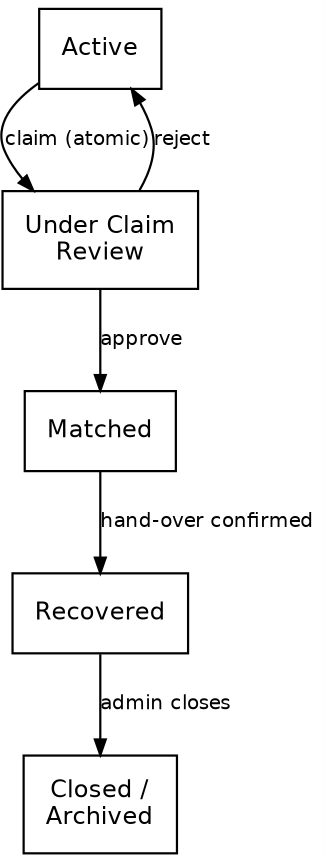 Active
claim (atomic)
reject
Under Claim
Review
approve
Matched
hand-over confirmed
Recovered
admin closes
Closed /
Archived